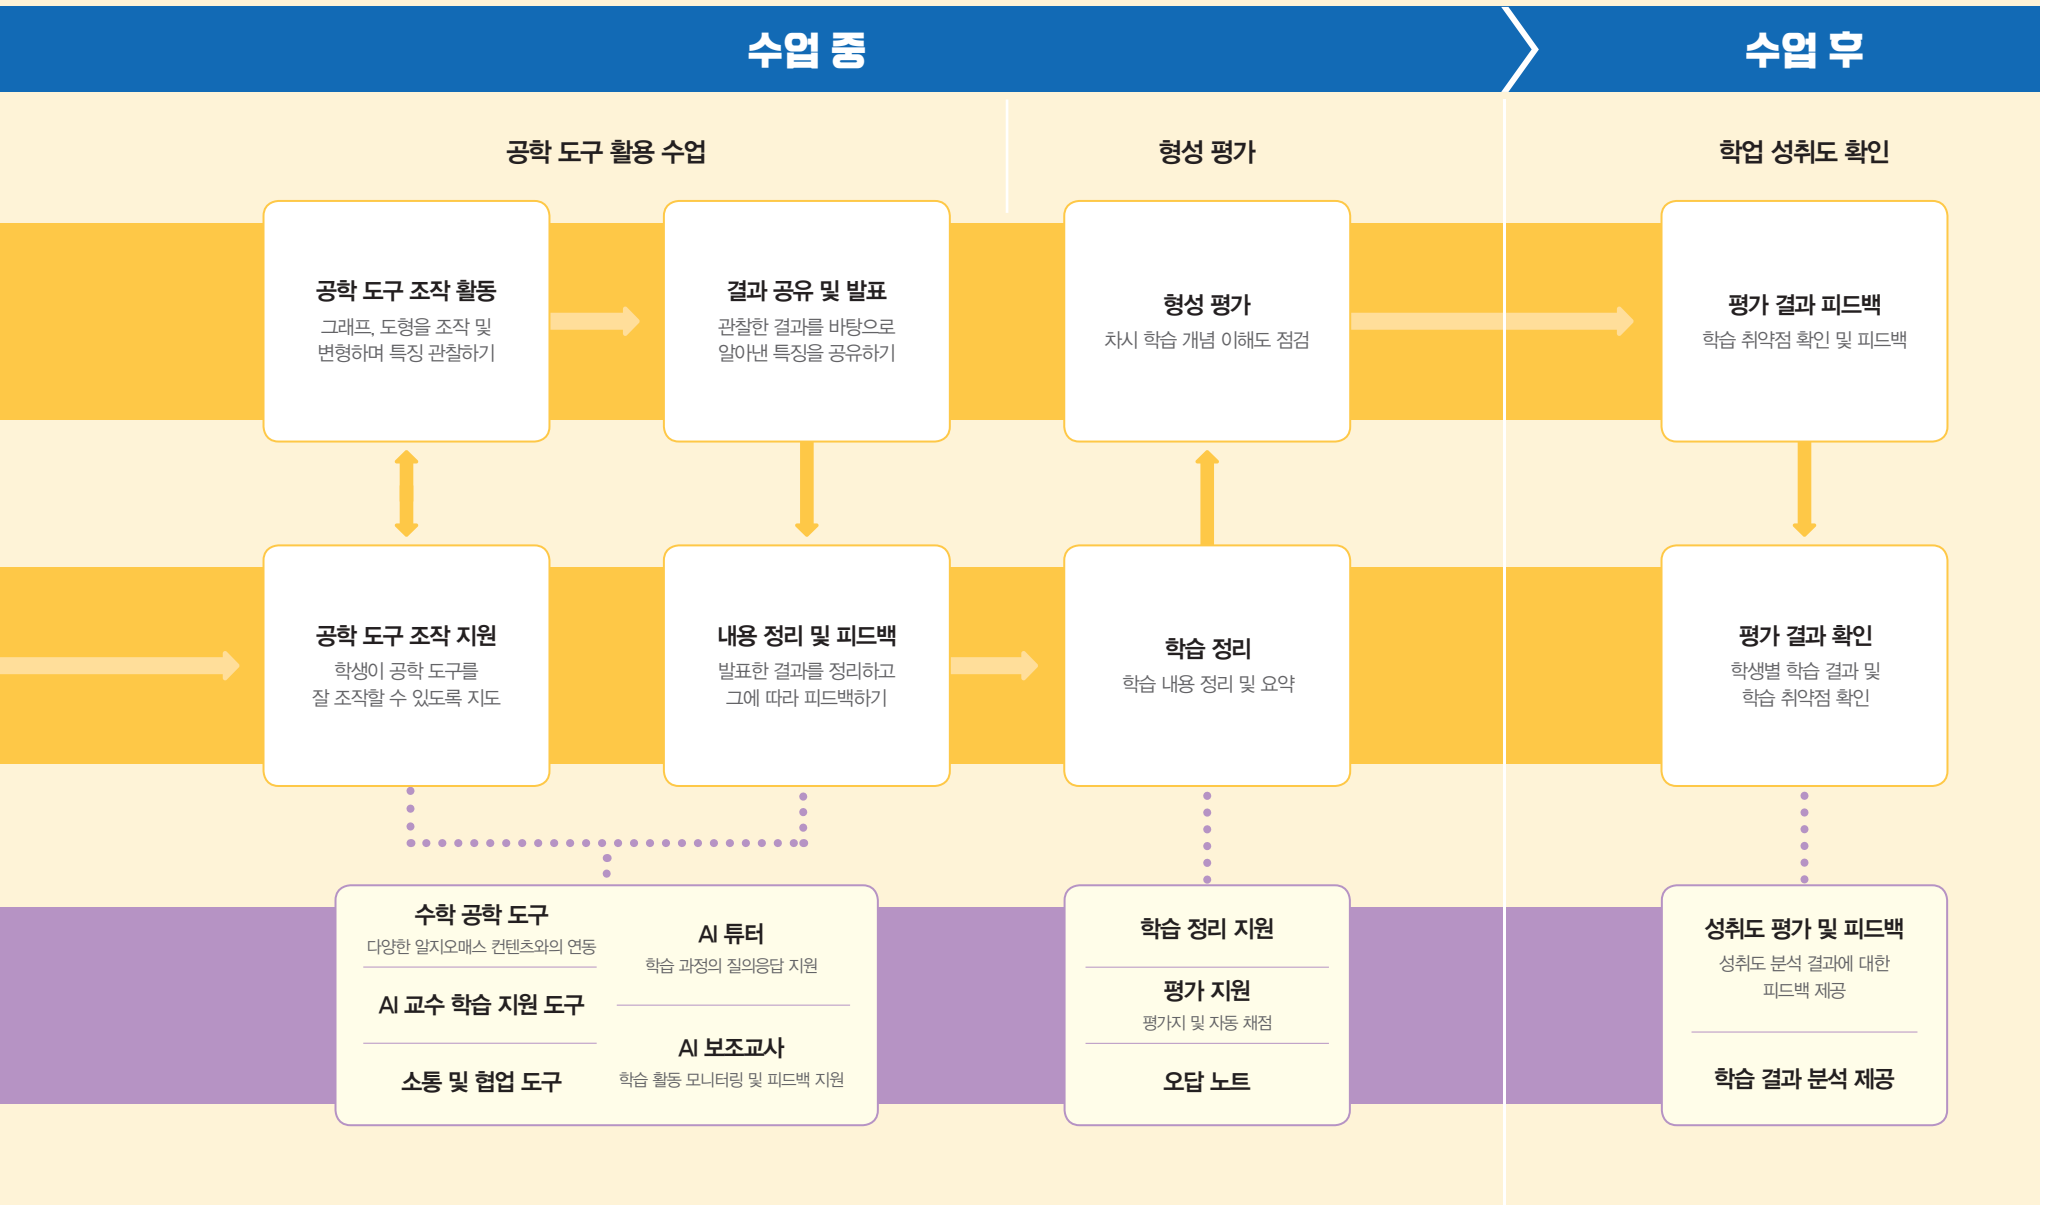 수업 중
수업 후
공학 도구 활용 수업
형성 평가
학업 성취도 확인
공학 도구 조작 활동
그래프, 도형을 조작 및
변형하며 특징 관찰하기
결과 공유 및 발표
관찰한 결과를 바탕으로
알아낸 특징을 공유하기
형성 평가
차시 학습 개념 이해도 점검
평가 결과 피드백
학습 취약점 확인 및 피드백
공학 도구 조작 지원
학생이 공학 도구를
잘 조작할 수 있도록 지도
내용 정리 및 피드백
발표한 결과를 정리하고
그에 따라 피드백하기
학습 정리
학습 내용 정리 및 요약
평가 결과 확인
학생별 학습 결과 및
학습 취약점 확인
수학 공학 도구
다양한 알지오매스 컨텐츠와의 연동
AI 교수 학습 지원 도구
소통 및 협업 도구
AI 튜터
학습 과정의 질의응답 지원
AI 보조교사
학습 활동 모니터링 및 피드백 지원
학습 정리 지원
평가 지원
평가지 및 자동 채점
오답 노트
성취도 평가 및 피드백
성취도 분석 결과에 대한
피드백 제공
학습 결과 분석 제공